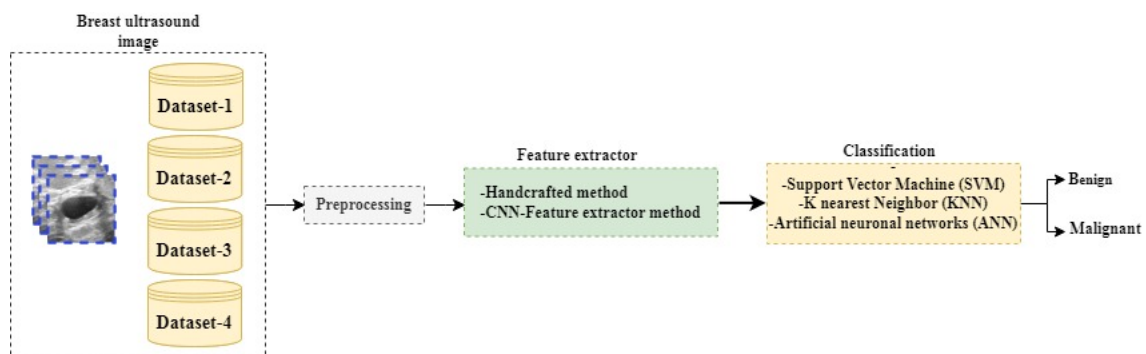 Breast ultrasound
image
Dataset-1
Dataset-2
Dataset-3
Dataset-4
Preprocessing
Feature extractor
-Handcrafted method
-CNN-Feature extractor method
Classification
-
-Support Vector Machine (SVM)
-K nearest Neighbor (KNN)
-Artificial neuronal networks (ANN)
Benign
Malignant